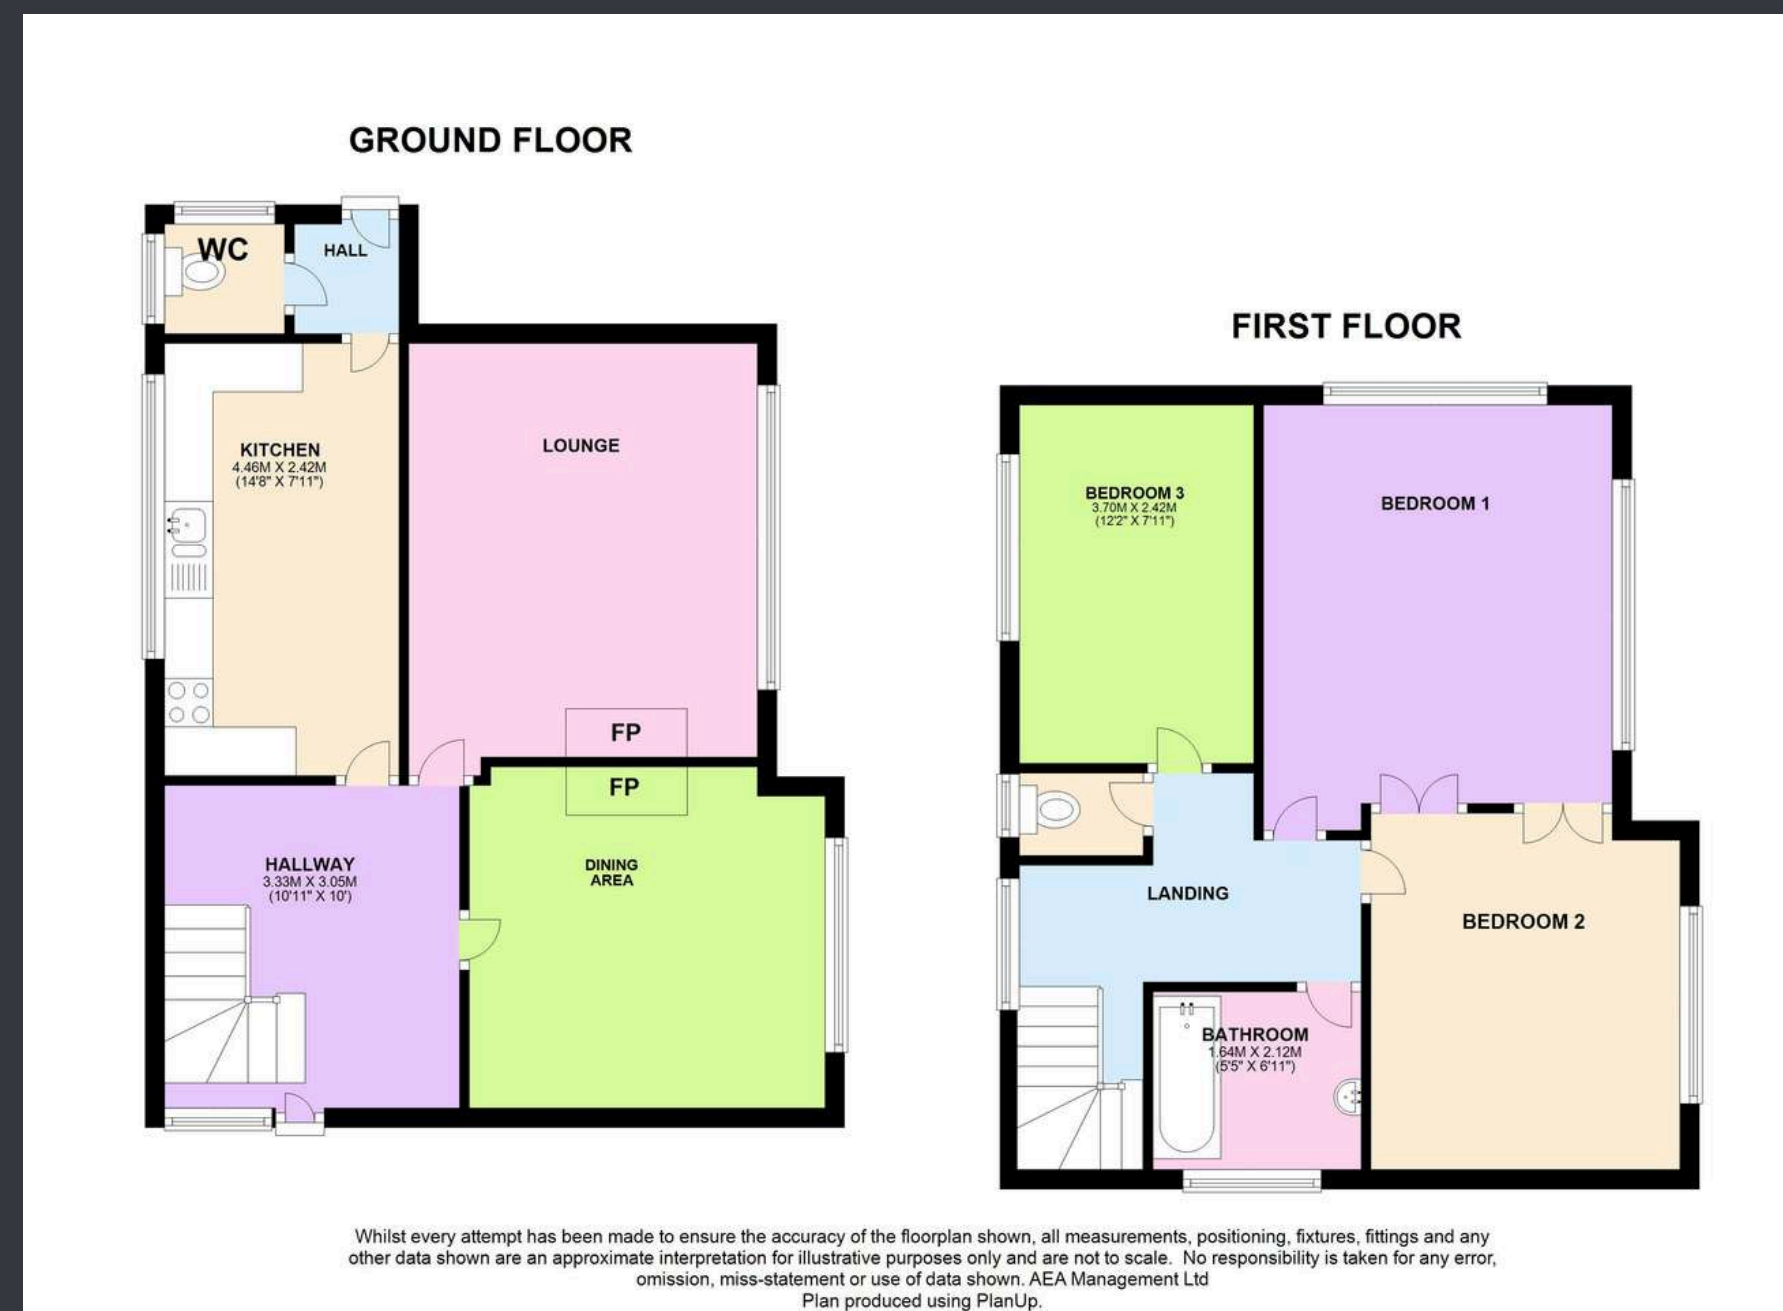 GROUND FLOOR
WC
HALL
KITCHEN
4.46M X 2.42M
(14'8" X 7'11")
LOUNGE
FP
FP
HALLWAY
3.33M X 3.05M
(10'11" X 10')
DINING
AREA
FIRST FLOOR
BEDROOM 3
3.70M X 2.42M
(12'2" X 7'11")
BEDROOM 1
LANDING
BEDROOM 2
BATHROOM
1.64M X 2.12M
(5'5" X 6'11")
Whilst every attempt has been made to ensure the accuracy of the floorplan shown, all measurements, positioning, fixtures, fittings and any
other data shown are an approximate interpretation for illustrative purposes only and are not to scale. No responsibility is taken for any error,
omission, miss-statement or use of data shown. AEA Management Ltd
Plan produced using PlanUp.